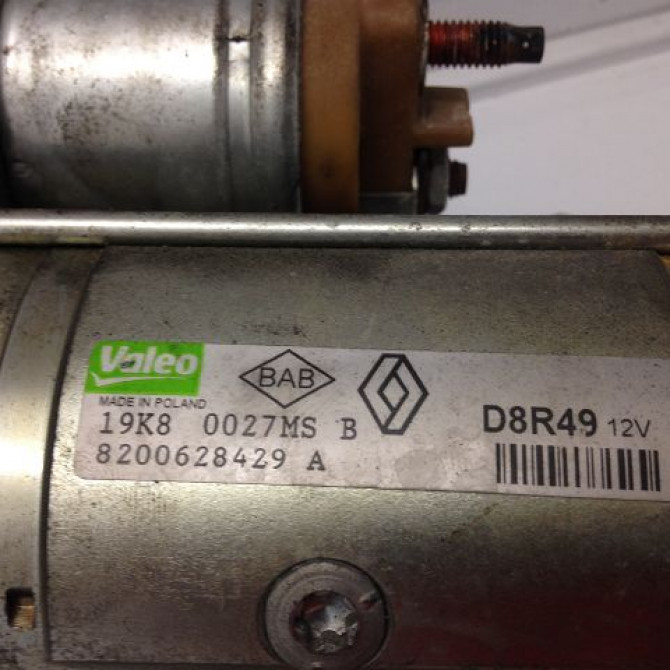 Valeo
BAB
MADE IN POLAND
19K8 0027MS B
8200628429 A
D8R49 12V